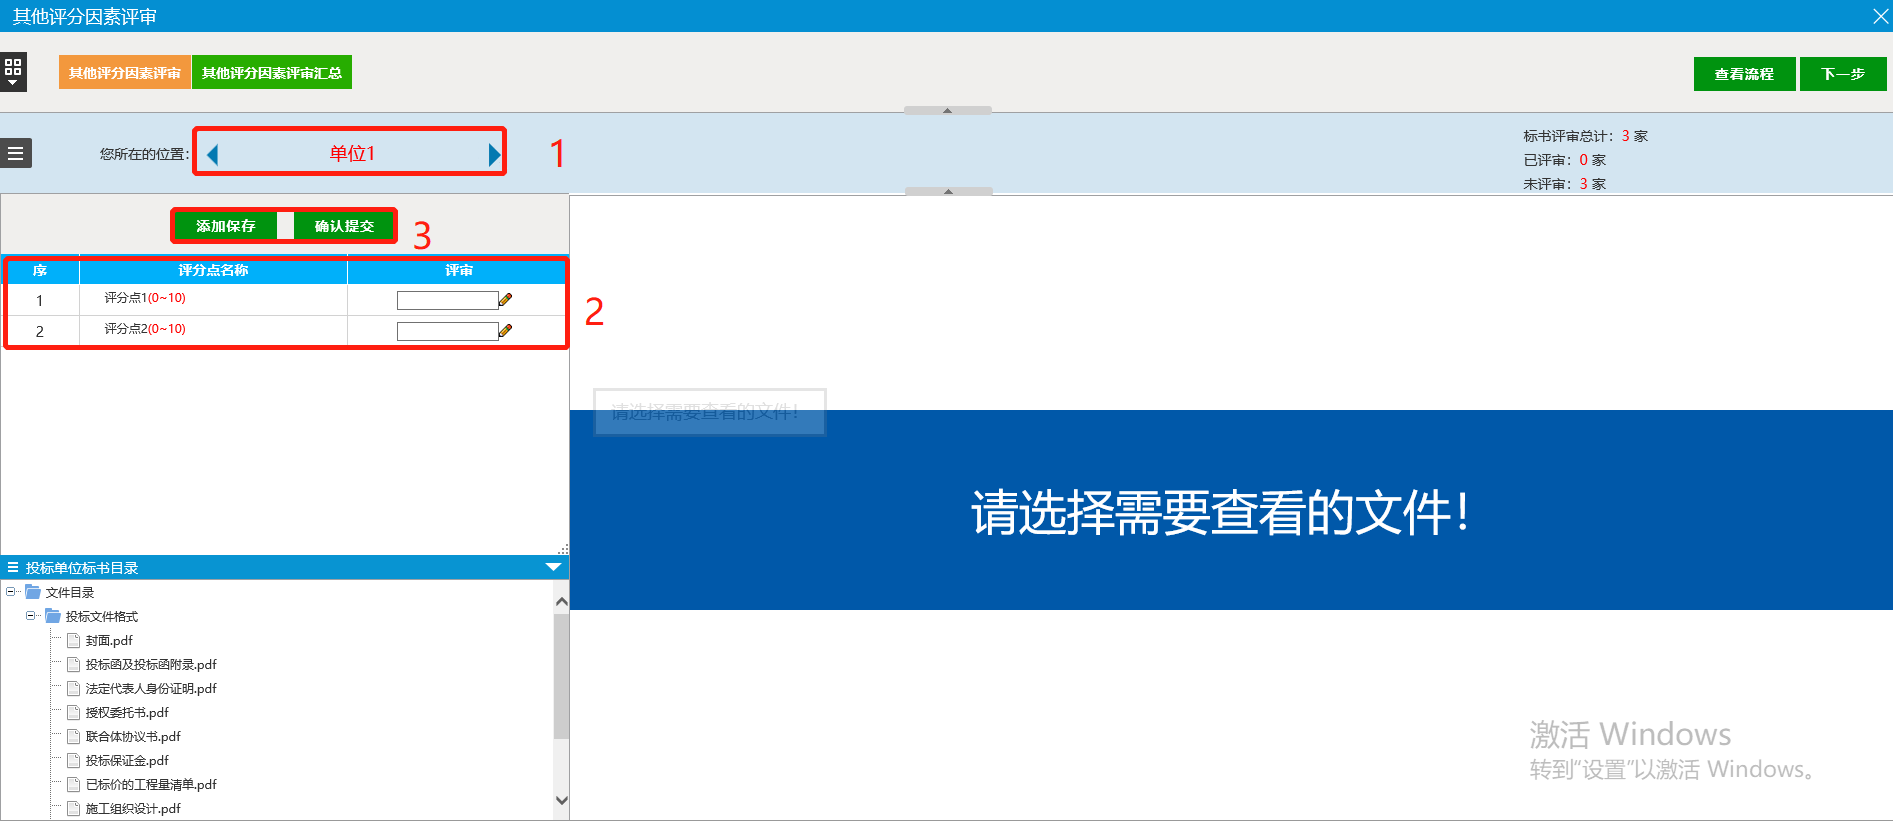 其他评分因素评审
其他评分因素评审
其他评分因素评审汇总
查看流程
下一步
您所在的位置：
单位1
1
标书评审总计：3 家
已评审：0 家
未评审：3 家
添加保存
确认提交
3
序
评分点名称
评审
1
评分点1(0~10)
2
评分点2(0~10)
2
请选择需要查看的文件！
请选择需要查看的文件！
投标单位标书目录
文件目录
投标文件格式
封面.pdf
投标函及投标函附录.pdf
法定代表人身份证明.pdf
授权委托书.pdf
联合体协议书.pdf
投标保证金.pdf
已标价的工程量清单.pdf
施工组织设计.pdf
激活 Windows
转到“设置”以激活 Windows。